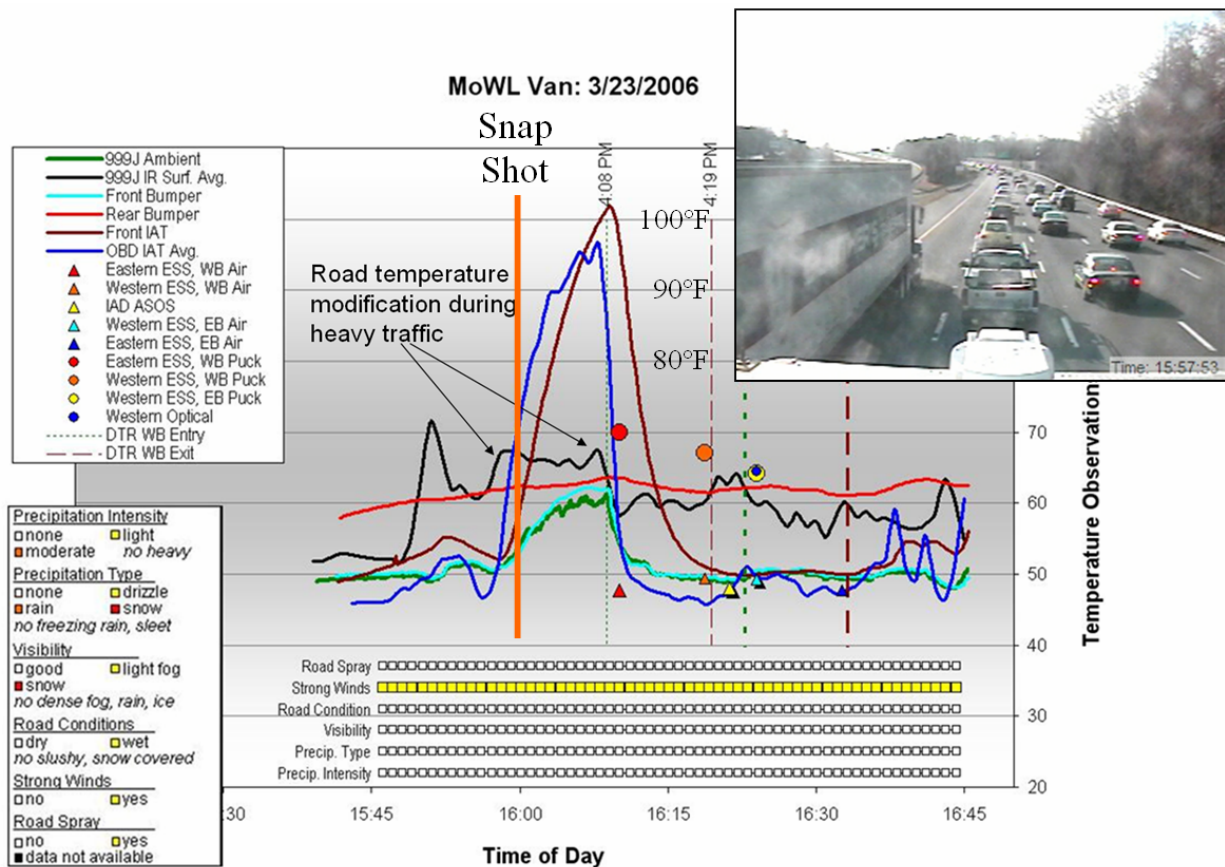 MoWL Van: 3/23/2006
Snap
Shot
4:08 PM
4:19 PM
100°F
90°F
80°F
Road temperature
modification during
heavy traffic
Time: 15:57:53
999J Ambient
999J IR Surf. Avg.
Front Bumper
Rear Bumper
Front IAT
OBD IAT Avg.
Eastern ESS, WB Air
Western ESS, WB Air
IAD ASOS
Western ESS, EB Air
Eastern ESS, EB Air
Eastern ESS, WB Puck
Western ESS, WB Puck
Western ESS, EB Puck
Western Optical
DTR WB Entry
DTR WB Exit
Precipitation Intensity
none light
moderate no heavy
Precipitation Type
none drizzle
rain snow
no freezing rain, sleet
Visibility
good light fog
snow
no dense fog, rain, ice
Road Conditions
dry wet
no slushy, snow covered
Strong Winds
no yes
Road Spray
no yes
data not available
Road Spray
Strong Winds
Road Condition
Visibility
Precip. Type
Precip. Intensity
70
60
50
40
30
20
Temperature Observation
:30 15:45 16:00 16:15 16:30 16:45
Time of Day